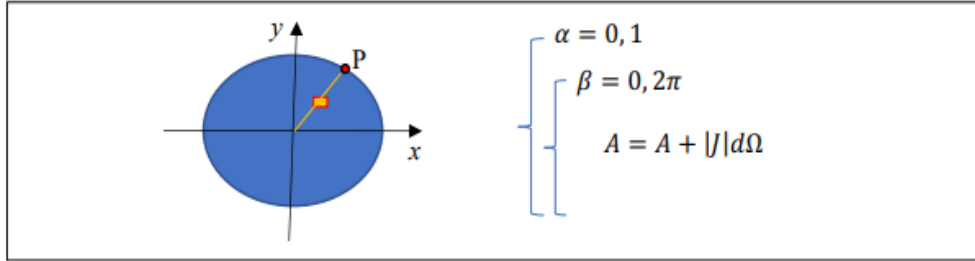 y
P
x
α = 0, 1
β = 0, 2π
A = A + |J|dΩ